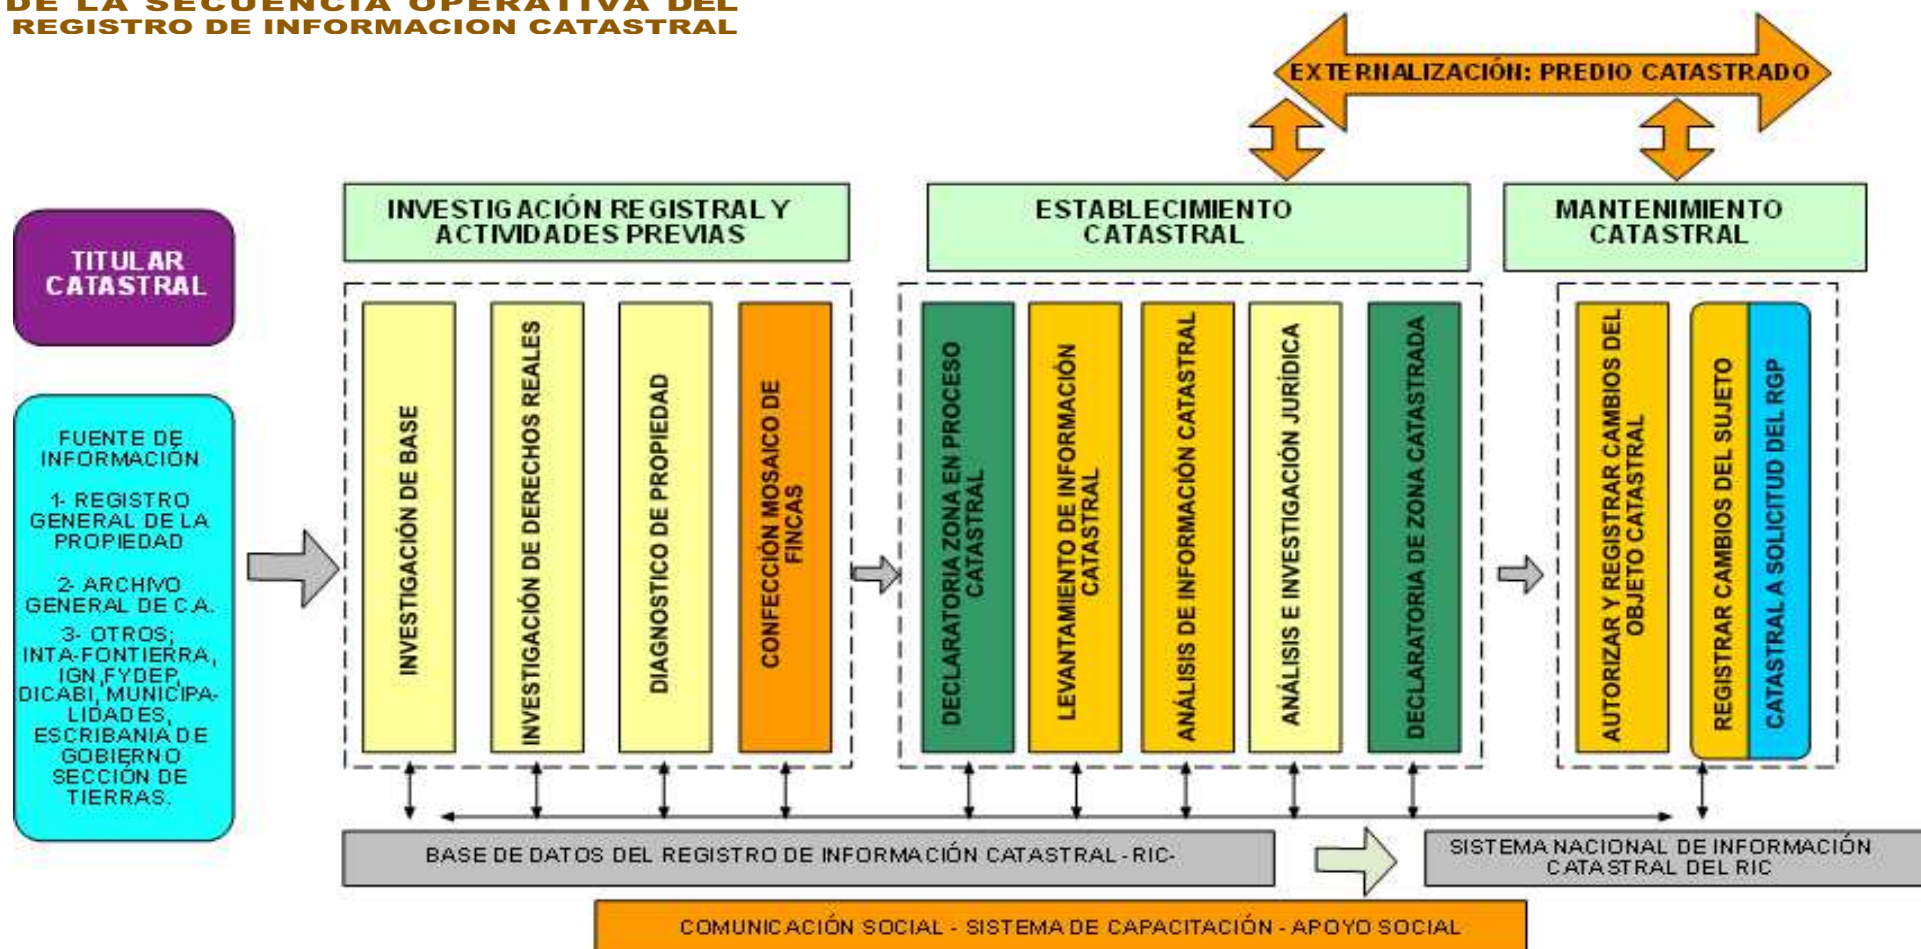 DE LA SECUENCIA OPERATIVA DEL
REGISTRO DE INFORMACION CATASTRAL
EXTERNALIZACIÓN: PREDIO CATASTRADO
TITULAR
CATASTRAL
FUENTE DE
INFORMACIÓN
1- REGISTRO
GENERAL DE LA
PROPIEDAD
2- ARCHIVO
GENERAL DE C.A.
3- OTROS;
INTA-FONTIERRA,
IGN,FYDEP,
DICABI, MUNICIPA-
LIDADES,
ESCRIBANIA DE
GOBIERNO
SECCIÓN DE
TIERRAS.
INVESTIGACIÓN REGISTRAL Y
ACTIVIDADES PREVIAS
INVESTIGACIÓN DE BASE
INVESTIGACIÓN DE DERECHOS REALES
DIAGNOSTICO DE PROPIEDAD
CONFECCIÓN MOSAICO DE
FINCAS
ESTABLECIMIENTO
CATASTRAL
DECLARATORIA ZONA EN PROCESO
CATASTRAL
LEVANTAMIENTO DE INFORMACIÓN
CATASTRAL
ANÁLISIS DE INFORMACIÓN CATASTRAL
ANÁLISIS E INVESTIGACIÓN JURÍDICA
DECLARATORIA DE ZONA CATASTRADA
MANTENIMIENTO
CATASTRAL
AUTORIZAR Y REGISTRAR CAMBIOS DEL
OBJETO CATASTRAL
REGISTRAR CAMBIOS DEL SUJETO
CATASTRAL A SOLICITUD DEL RGP
BASE DE DATOS DEL REGISTRO DE INFORMACIÓN CATASTRAL -RIC-
SISTEMA NACIONAL DE INFORMACIÓN
CATASTRAL DEL RIC
COMUNICACIÓN SOCIAL - SISTEMA DE CAPACITACIÓN - APOYO SOCIAL